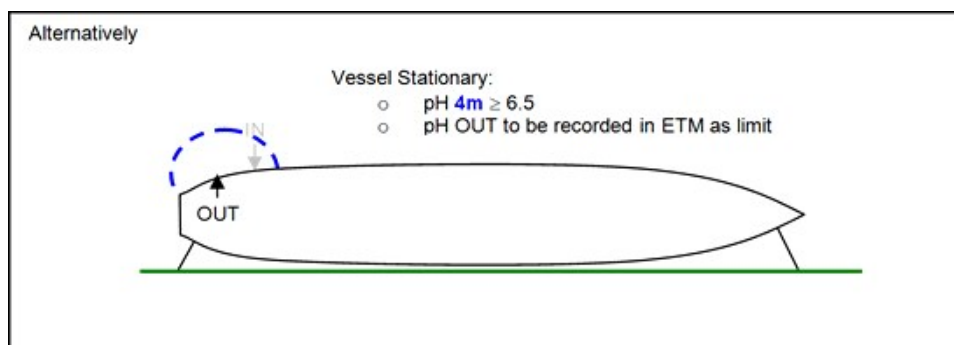 Alternatively
Vessel Stationary:
o pH 4m ≥ 6.5
o pH OUT to be recorded in ETM as limit
IN
OUT